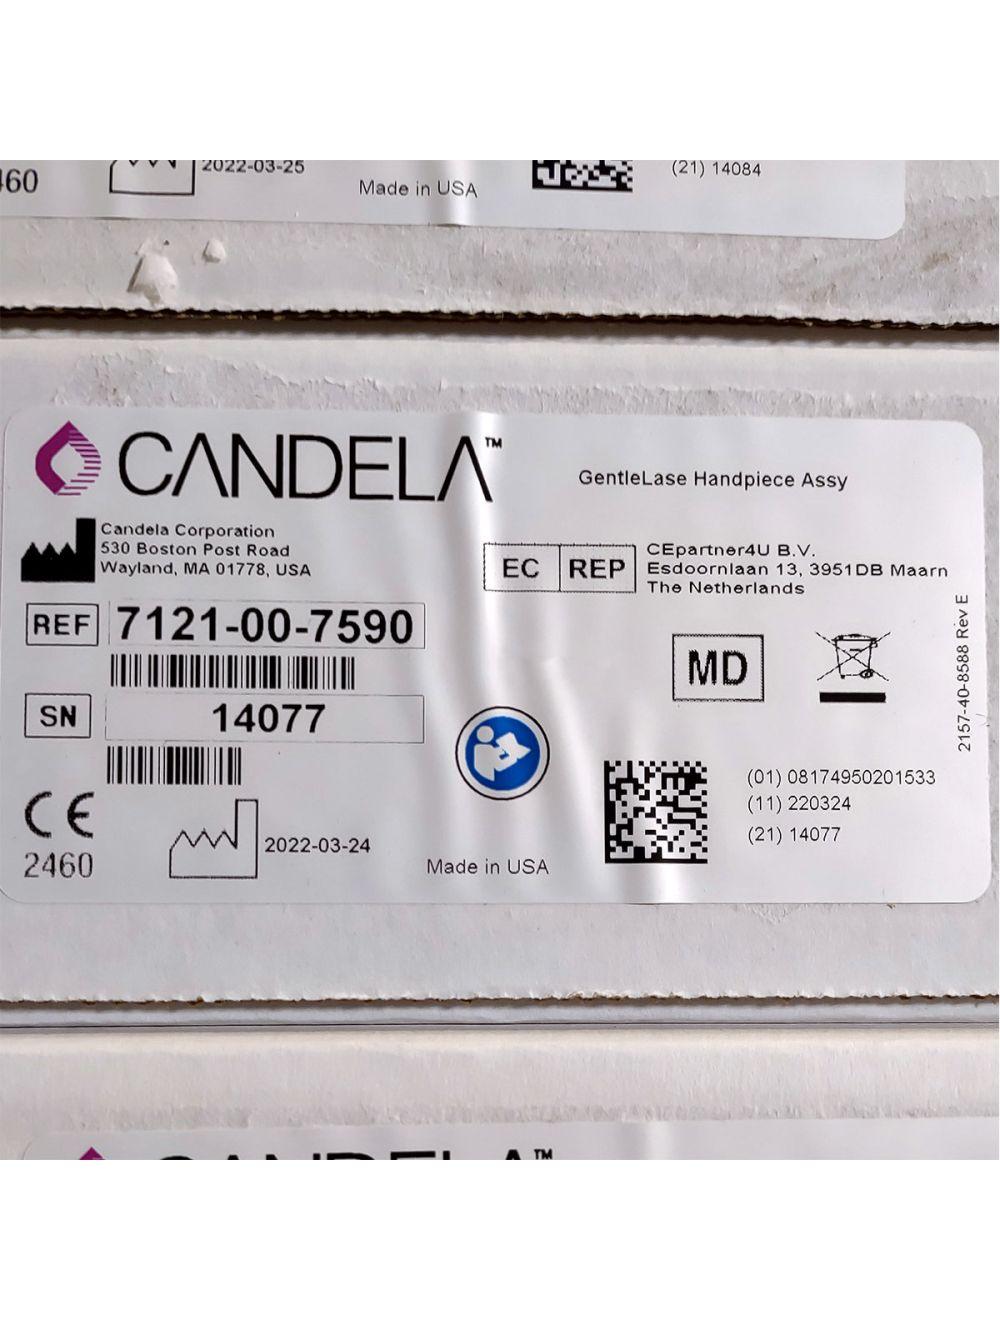 460
2022-03-25
Made in USA
(21) 14084
CANDELA™
GentleLase Handpiece Assy
Candela Corporation
530 Boston Post Road
Wayland, MA 01778, USA
EC REP
CEpartner4U B.V.
Esdoornlaan 13, 3951DB Maarn
The Netherlands
REF 7121-00-7590
MD
2157-40-8588 Rev E
SN 14077
(01) 08174950201533
(11) 220324
(21) 14077
CE
2460
2022-03-24
Made in USA
CANDELA™